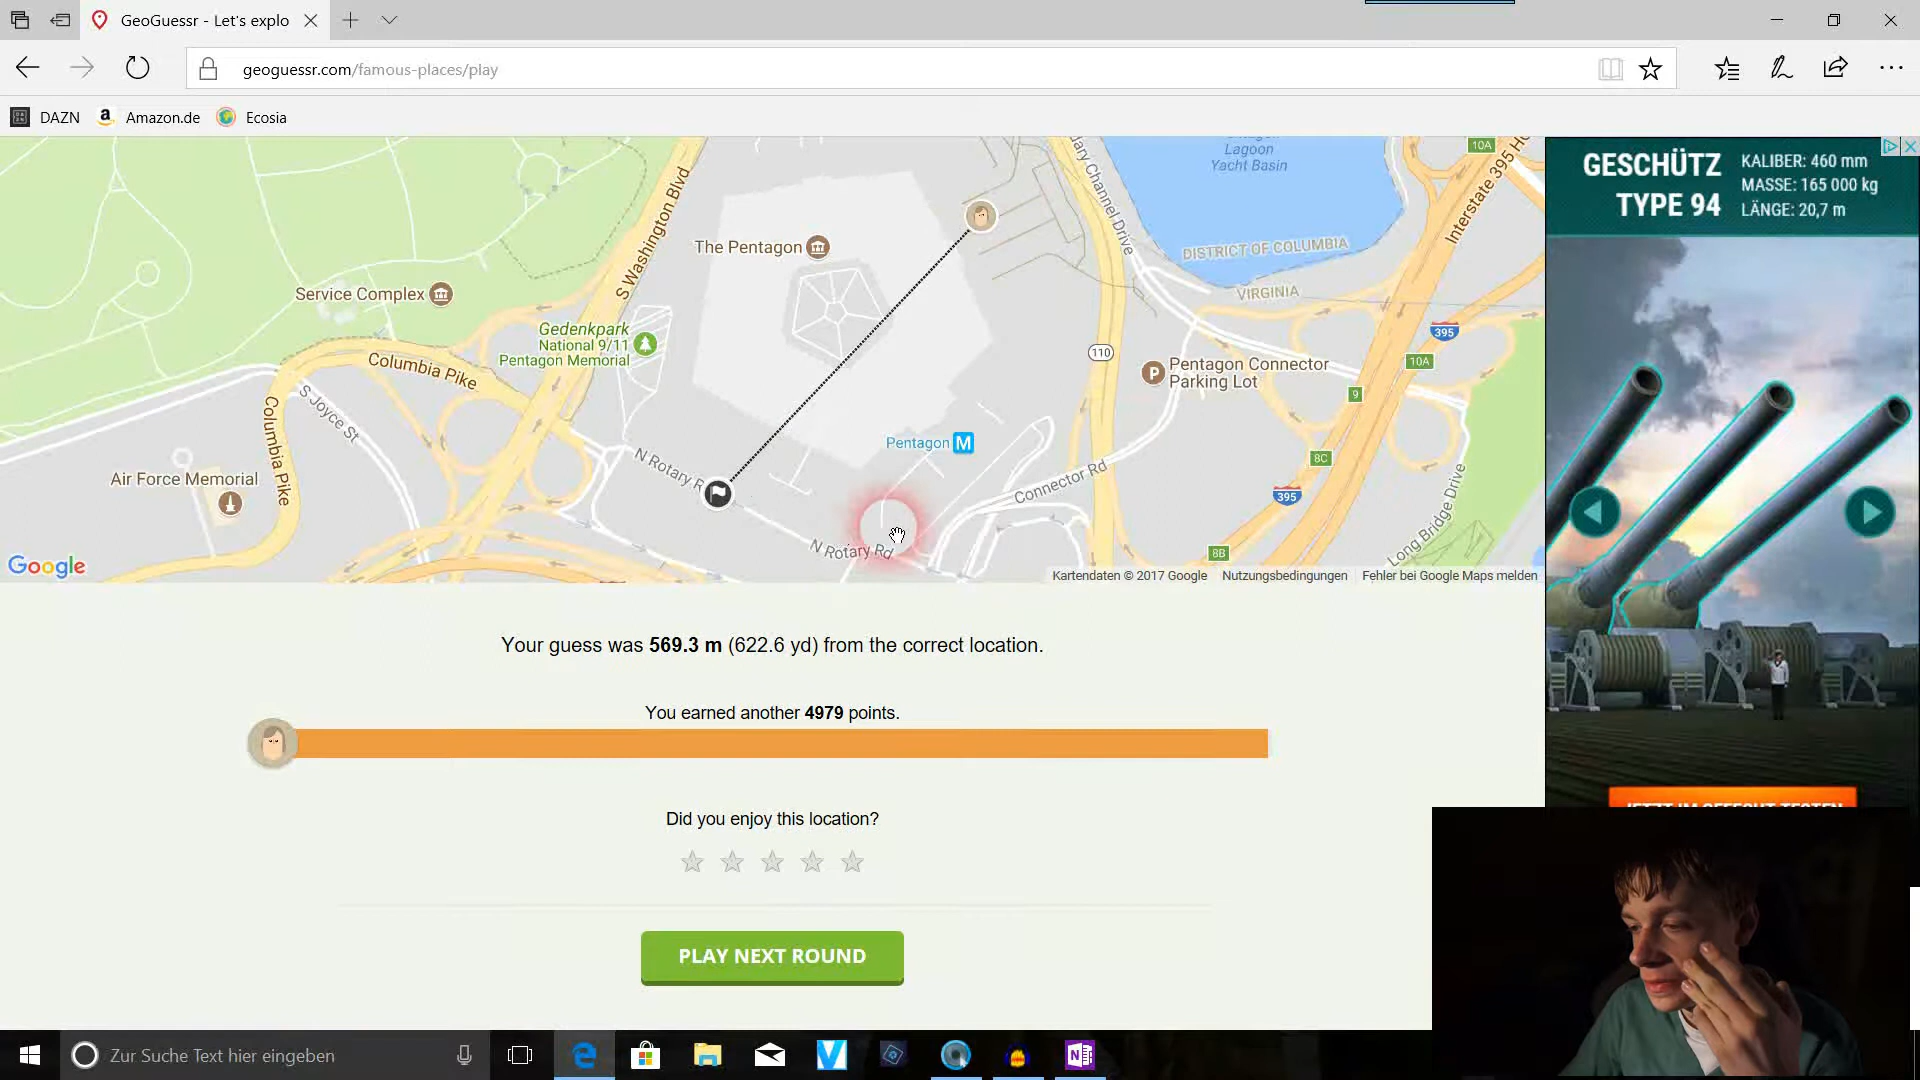 GeoGuessr - Let's explo
geoguessr.com/famous-places/play
DAZN
Amazon.de
Ecosia
Lagoon
Yacht Basin
10A
Interstate 395 H
S Washington Blvd
ary Channel Drive
The Pentagon
DISTRICT OF COLUMBIA
VIRGINIA
Service Complex
Gedenkpark
National 9/11
Pentagon Memorial
Columbia Pike
110
395
10A
Pentagon Connector
Parking Lot
P
9
S Joyce St
Columbia Pike
Pentagon M
N Rotary R
8C
Connector Rd
395
Air Force Memorial
Long Bridge Drive
N Rotary Rd
8B
Google
Kartendaten © 2017 Google
Nutzungsbedingungen
Fehler bei Google Maps melden
GESCHÜTZ
TYPE 94
KALIBER: 460 mm
MASSE: 165 000 kg
LÄNGE: 20,7 m
Your guess was 569.3 m (622.6 yd) from the correct location.
You earned another 4979 points.
Did you enjoy this location?
PLAY NEXT ROUND
Zur Suche Text hier eingeben